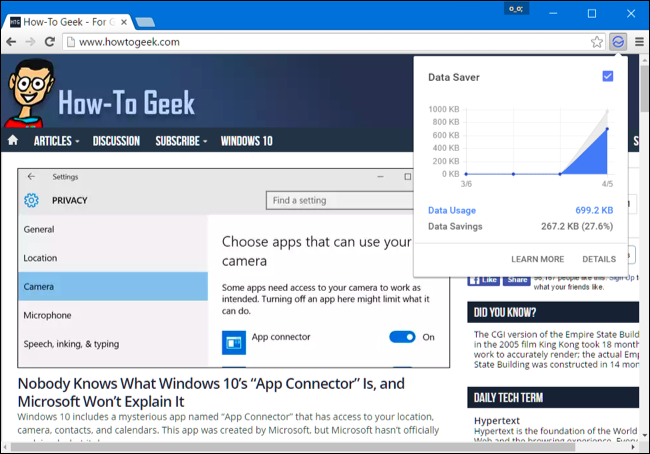 o_o;
HTG How-To Geek - For G
www.howtogeek.com
How-To Geek
ARTICLES DISCUSSION SUBSCRIBE WINDOWS 10 S
Data Saver
1000 KB
800 KB
600 KB
400 KB
200 KB
0 KB
3/6 4/5
Data Usage 699.2 KB
Data Savings 267.2 KB (27.6%)
LEARN MORE DETAILS
Settings
PRIVACY Find a setting
General
Location
Camera
Microphone
Speech, inking, & typing
Choose apps that can use your
camera
Some apps need access to your camera to work as
intended. Turning off an app here might limit what it
can do.
App connector On
Nobody Knows What Windows 10's “App Connector” Is, and
Microsoft Won't Explain It
Windows 10 includes a mysterious app named “App Connector” that has access to your location,
camera, contacts, and calendars. This app was created by Microsoft, but Microsoft hasn't officially
Like Share people like this. Sign Up
what your friends like.
DID YOU KNOW?
The CGI version of the Empire State Build
in the 2005 film King Kong took 18 month
work to accurately render; the actual Emp
State Building was constructed in 14 mon
DAILY TECH TERM
Hypertext
Hypertext is the foundation of the World
Web and the browsing experience. Every